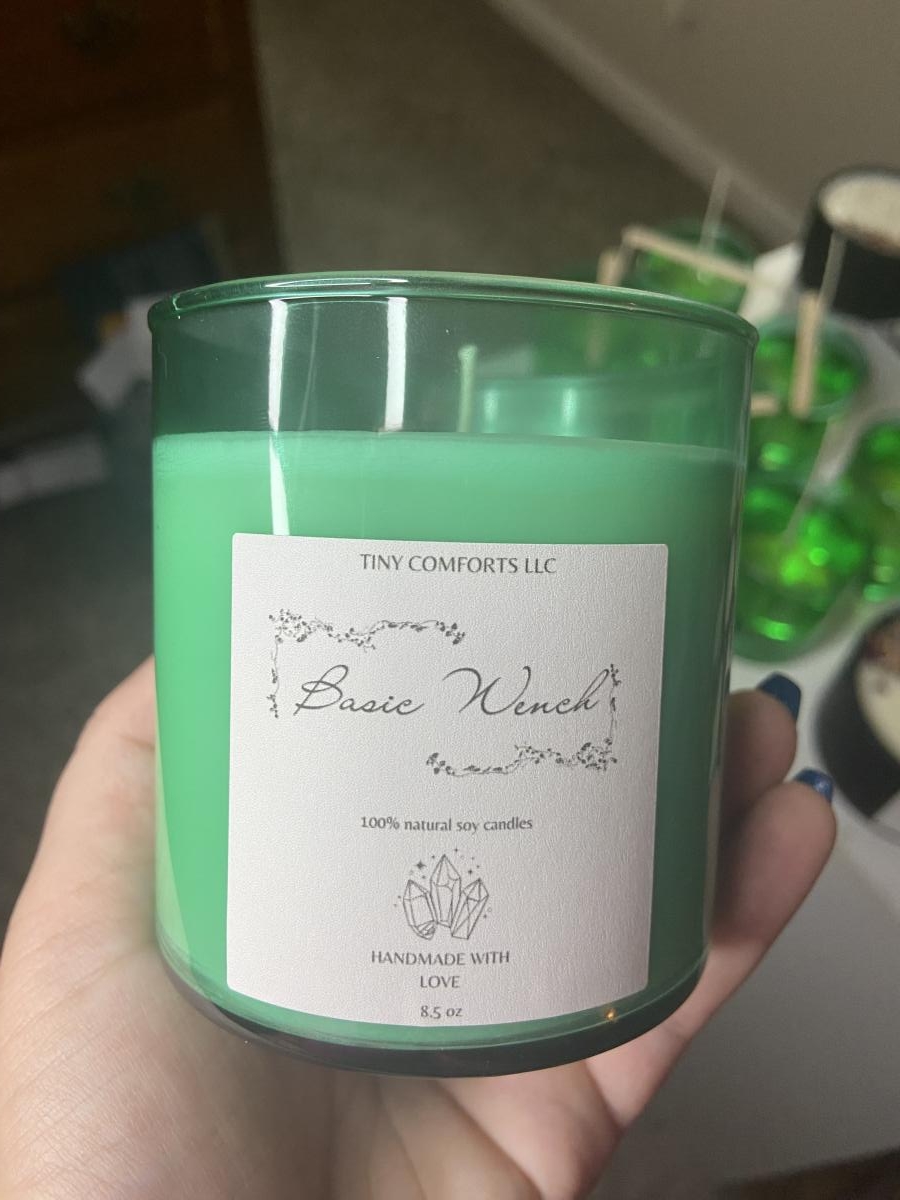 TINY COMFORTS LLC
Basic Wench
100% natural soy candles
HANDMADE WITH
LOVE
8.5 oz